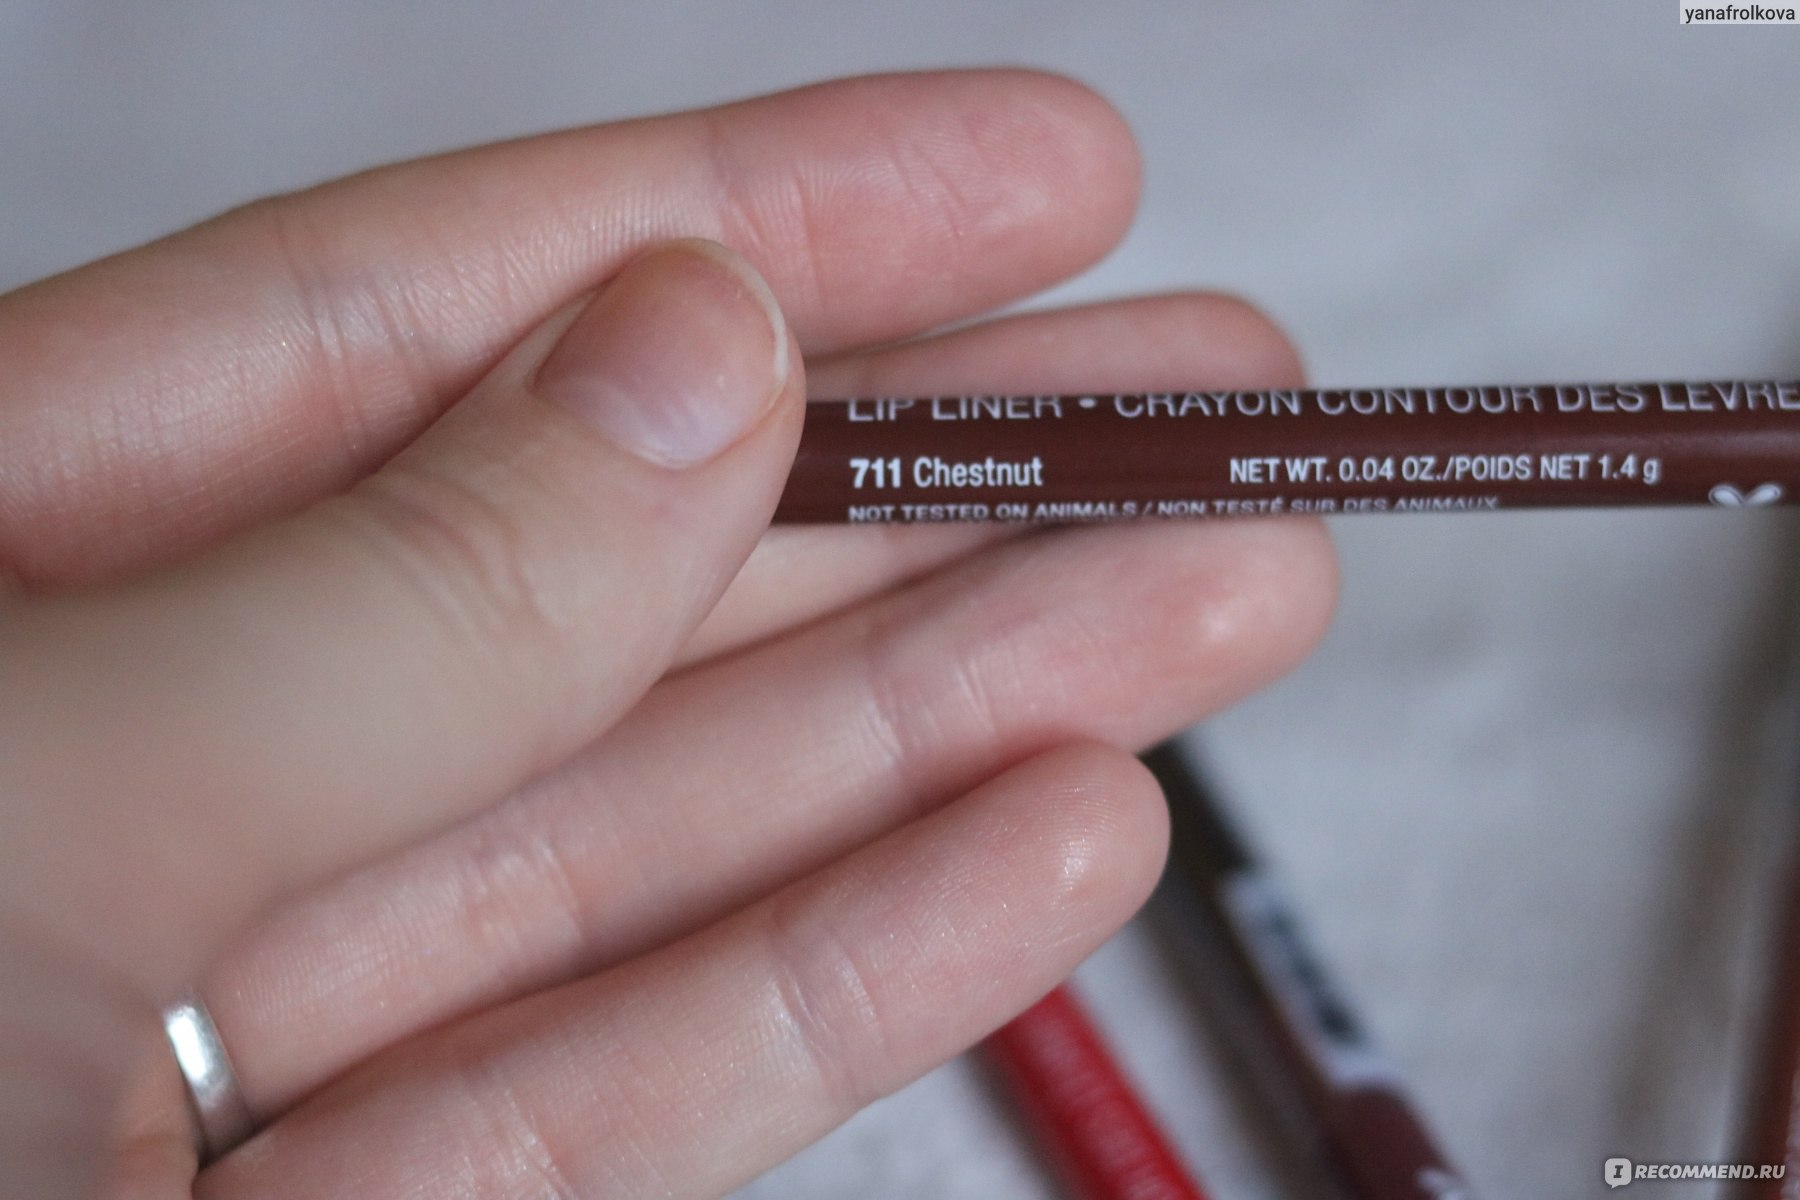 yanafrolkova
LIP LINER • CRAYON CONTOUR DES LEVRE
711 Chestnut NET WT. 0.04 OZ./POIDS NET 1.4 g
NOT TESTED ON ANIMALS / NON TESTÉ SUR DES ANIMAUX
I RECOMMEND.RU